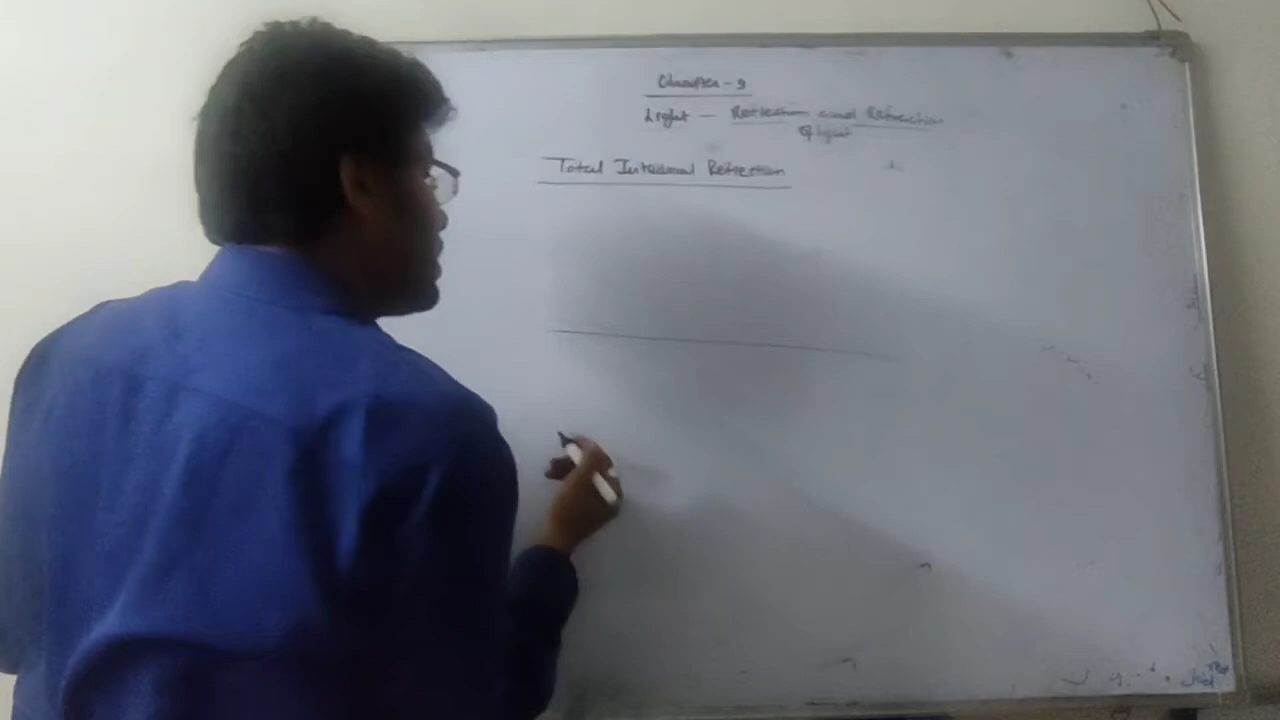 Chapter - 9
Light - Reflection and Refraction
of light
Total Internal Reflection